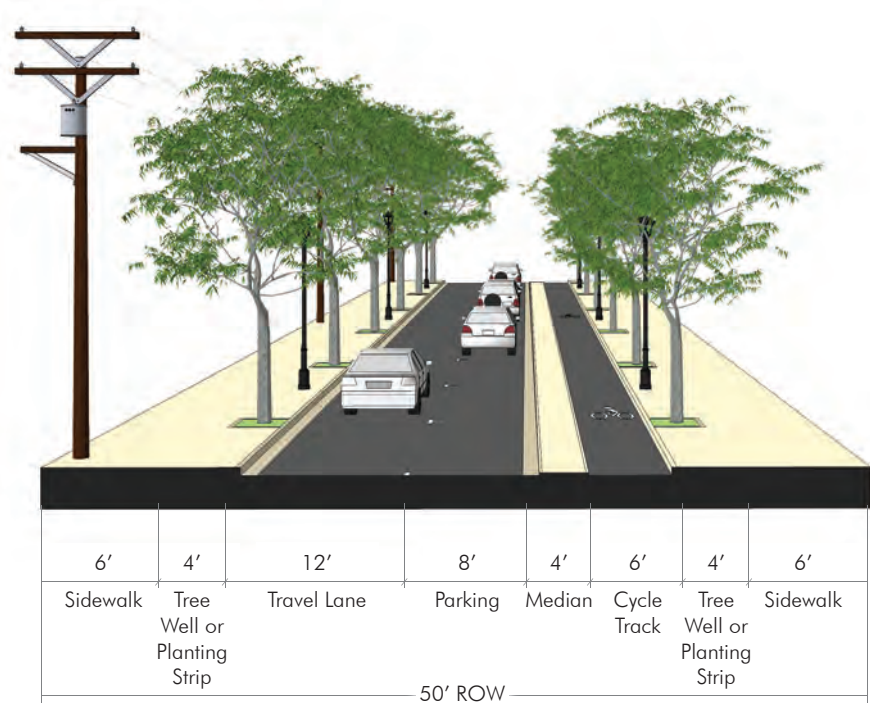 6′ 4′ 12′ 8′ 4′ 6′ 4′ 6′
Sidewalk Tree Travel Lane Parking Median Cycle Tree Sidewalk
Well or Track Well or
Planting Planting
Strip Strip
50′ ROW